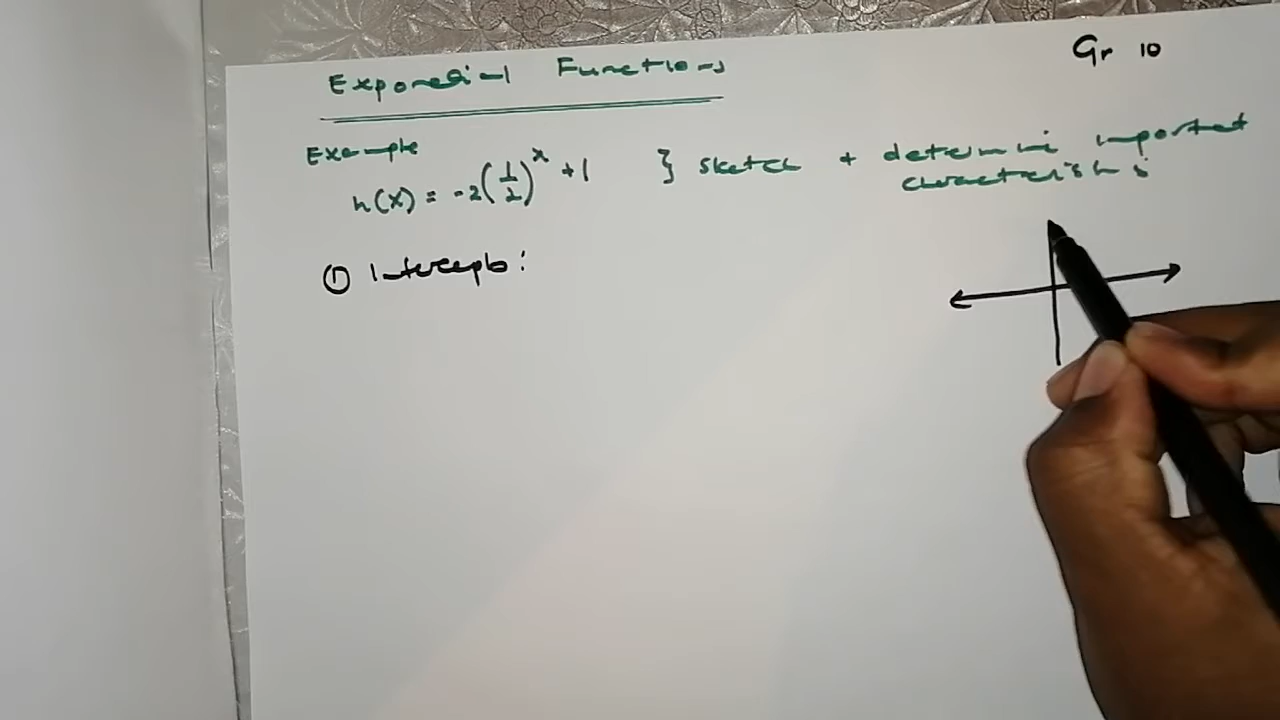 Gr 10
Exponential Functions
Example
h(x) = -2(1/2)^x + 1 } sketch + determine important characteristics
① Intercepts: